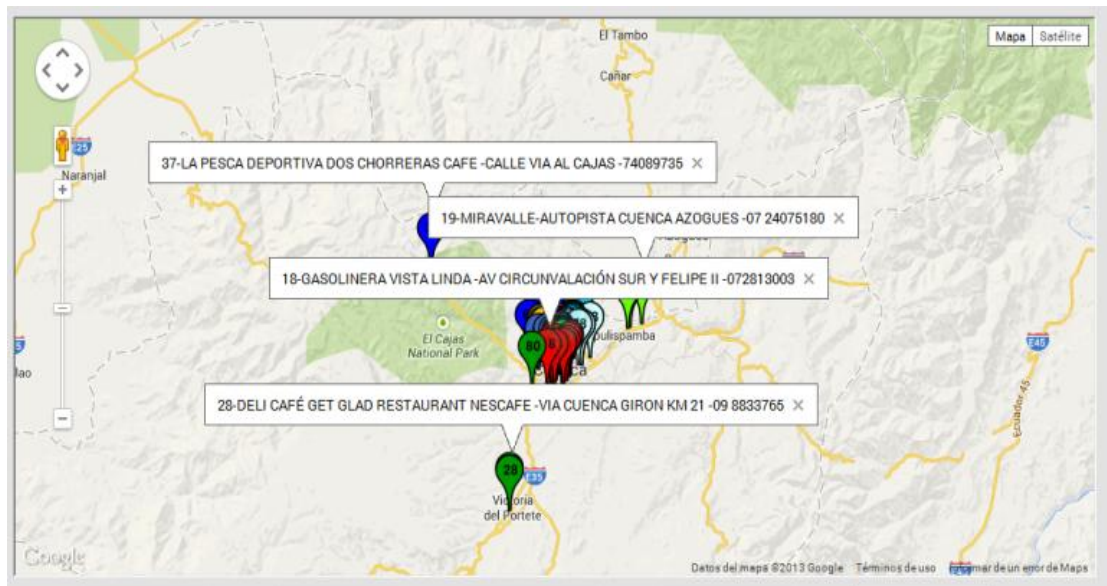 El Tambo
Mapa Satélite
Cañar
E25
Naranjal
37-LA PESCA DEPORTIVA DOS CHORRERAS CAFE -CALLE VIA AL CAJAS -74089735
19-MIRAVALLE-AUTOPISTA CUENCA AZOGUES -07 24075180
18-GASOLINERA VISTA LINDA -AV CIRCUNVALACIÓN SUR Y FELIPE II -072813003
El Cajas
National Park
80
E45
lao
28-DELI CAFÉ GET GLAD RESTAURANT NESCAFE -VIA CUENCA GIRON KM 21 -09 8833765
Ecuador 45
28
E35
Victoria
del Portete
Google
Datos del mapa ©2013 Google Términos de uso